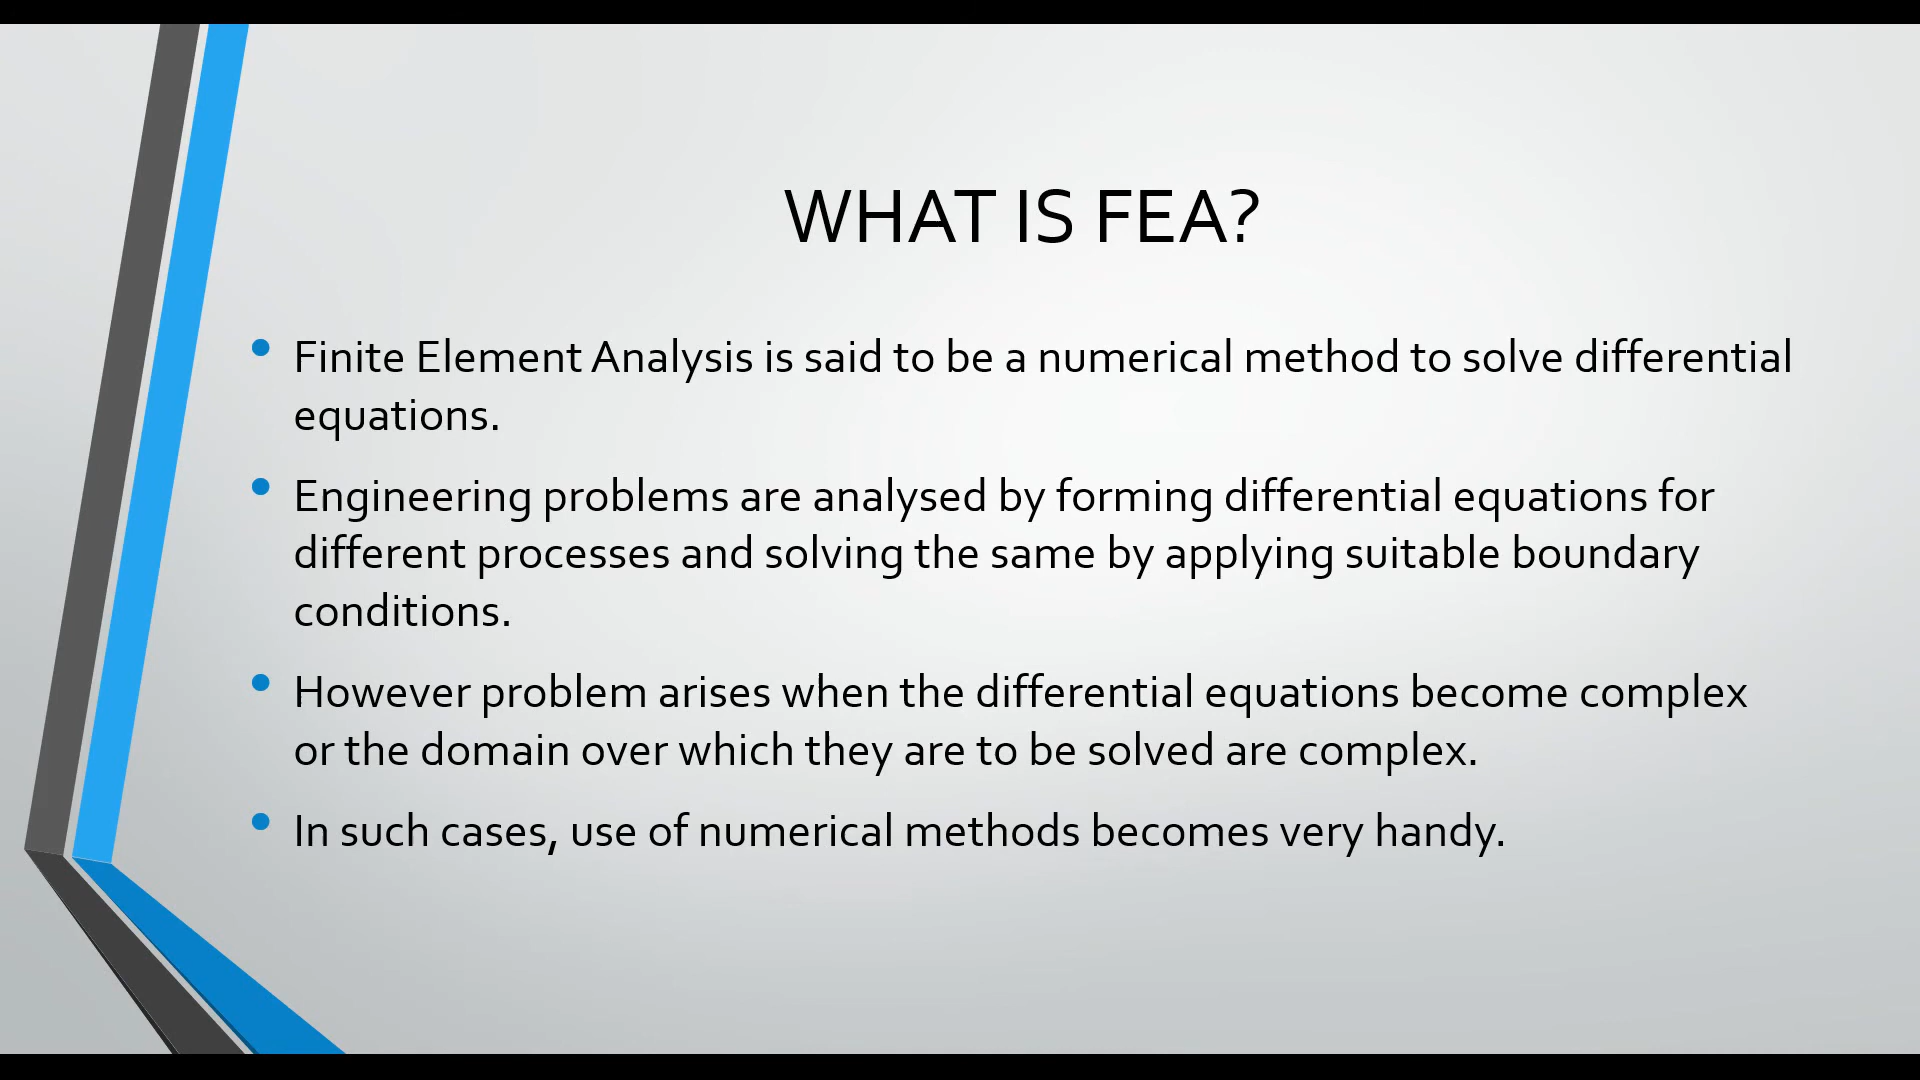 WHAT IS FEA?
• Finite Element Analysis is said to be a numerical method to solve differential
equations.
• Engineering problems are analysed by forming differential equations for
different processes and solving the same by applying suitable boundary
conditions.
• However problem arises when the differential equations become complex
or the domain over which they are to be solved are complex.
• In such cases, use of numerical methods becomes very handy.